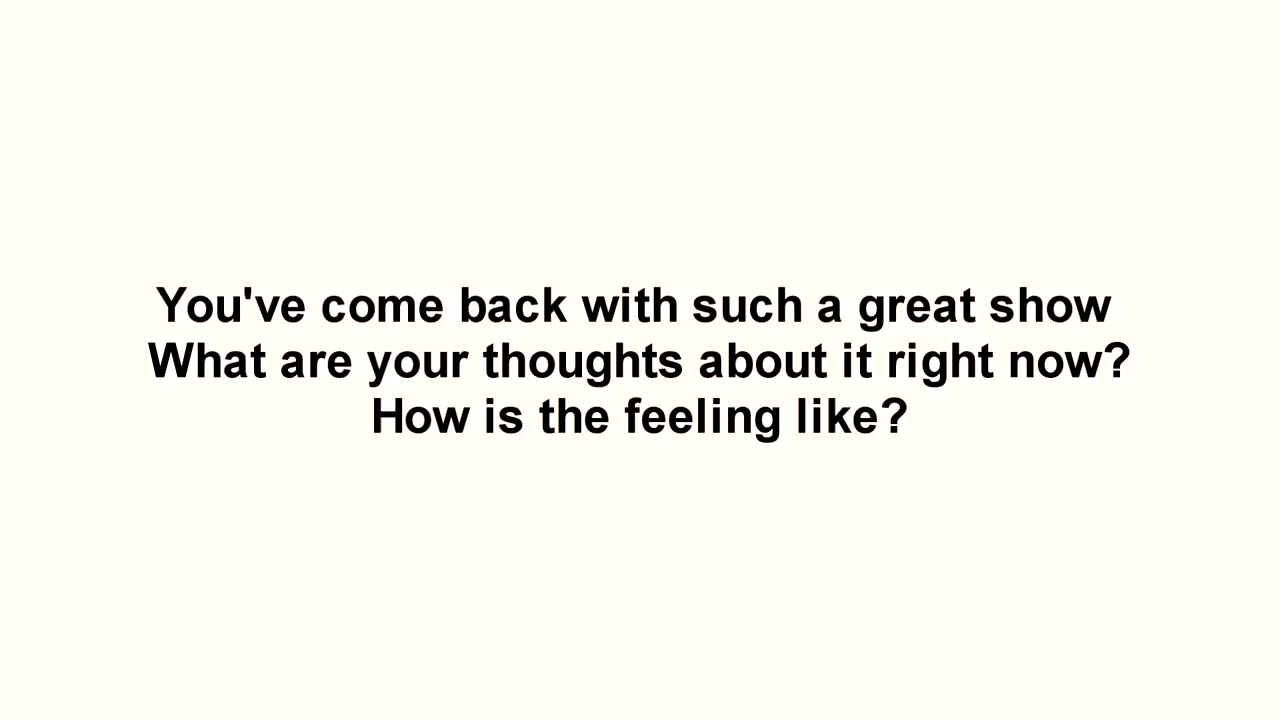 You've come back with such a great show
What are your thoughts about it right now?
How is the feeling like?